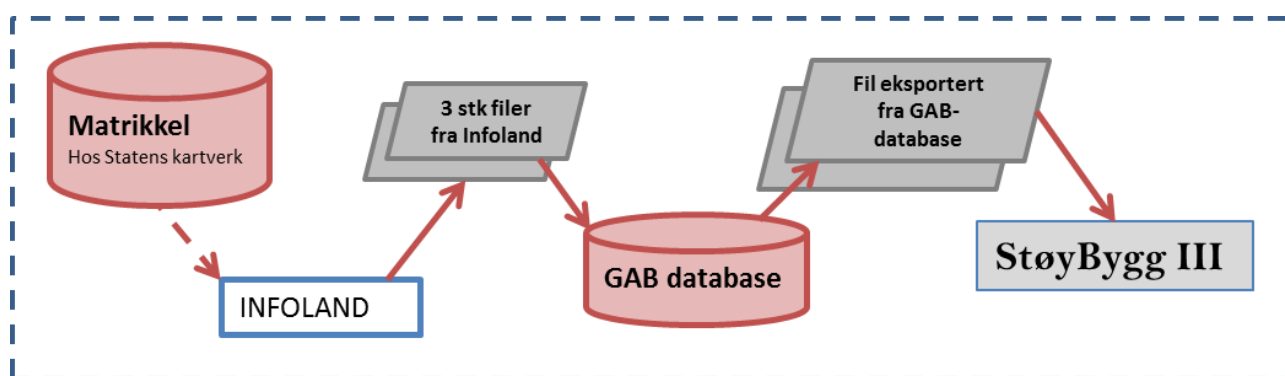 Matrikkel
Hos Statens kartverk
INFOLAND
3 stk filer
fra Infoland
GAB database
Fil eksportert
fra GAB-
database
StøyBygg III